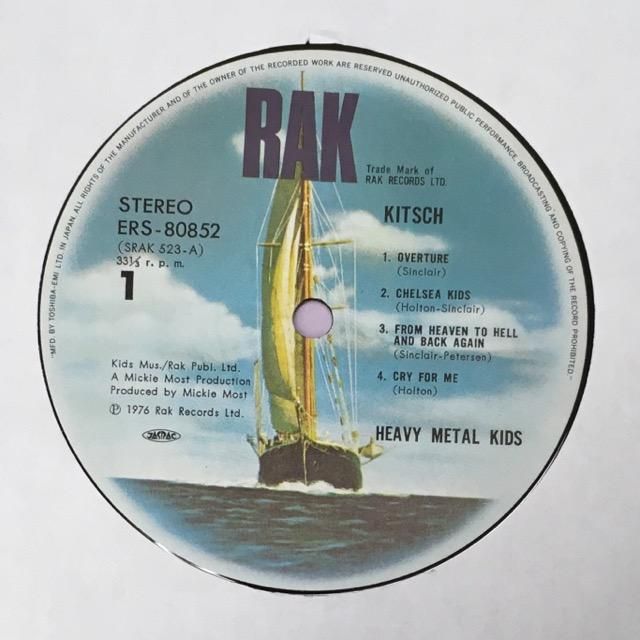 "MFD. BY TOSHIBA-EMI LTD. IN JAPAN. ALL RIGHTS OF THE MANUFACTURER AND OF THE OWNER OF THE RECORDED WORK ARE RESERVED UNAUTHORIZED PUBLIC PERFORMANCE, BROADCASTING AND COPYING OF THE RECORD PROHIBITED."
RAK
Trade Mark of
RAK RECORDS LTD.
STEREO
ERS-80852
(SRAK 523-A)
33⅓ r. p. m.
1
KITSCH
1. OVERTURE
(Sinclair)
2. CHELSEA KIDS
(Holton-Sinclair)
3. FROM HEAVEN TO HELL
AND BACK AGAIN
(Sinclair-Petersen)
4. CRY FOR ME
(Holton)
Kids Mus./Rak Publ. Ltd.
A Mickie Most Production
Produced by Mickie Most
℗ 1976 Rak Records Ltd.
JASRAC
HEAVY METAL KIDS